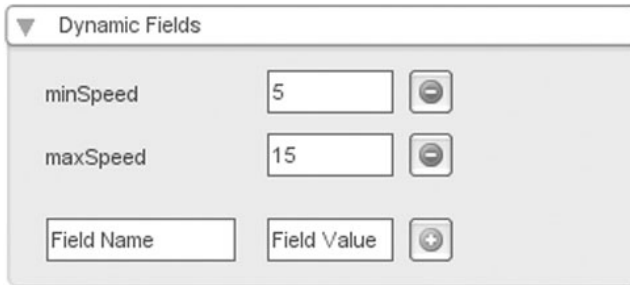 Dynamic Fields
minSpeed 5
maxSpeed 15
Field Name Field Value